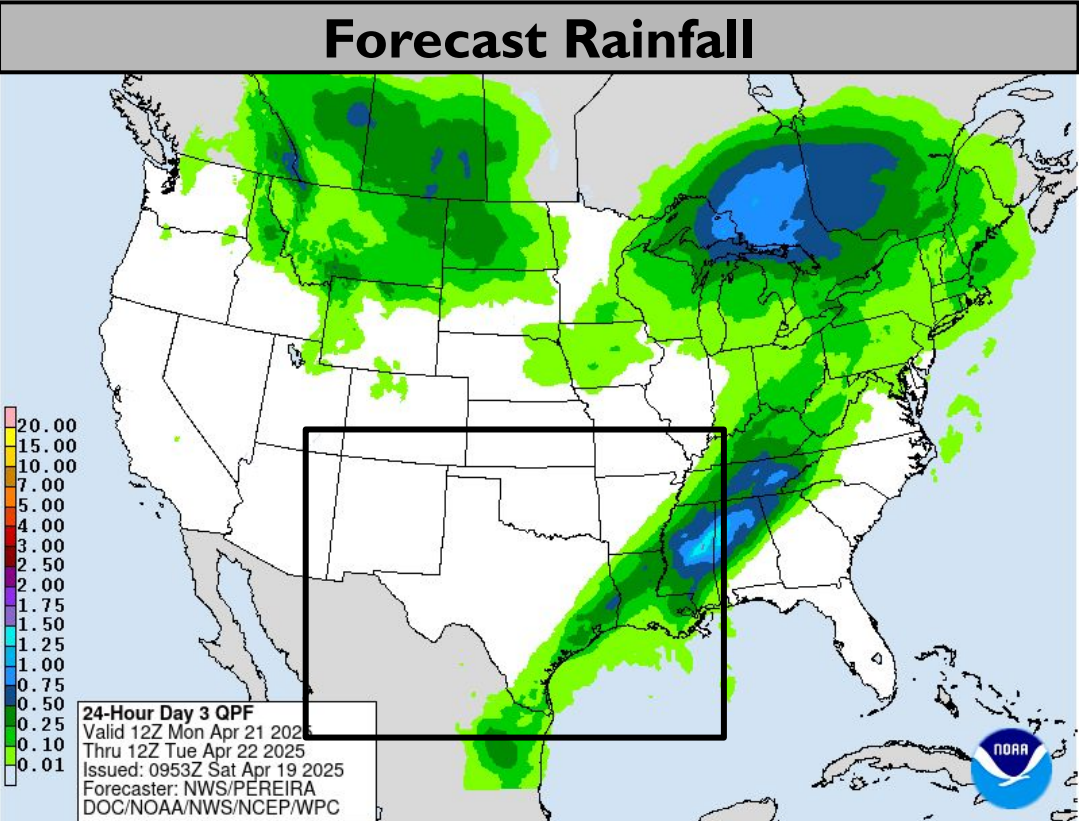 Forecast Rainfall
20.00
15.00
10.00
7.00
5.00
4.00
3.00
2.50
2.00
1.75
1.50
1.25
1.00
0.75
0.50
0.25
0.10
0.01
24-Hour Day 3 QPF
Valid 12Z Mon Apr 21 2025
Thru 12Z Tue Apr 22 2025
Issued: 0953Z Sat Apr 19 2025
Forecaster: NWS/PEREIRA
DOC/NOAA/NWS/NCEP/WPC
NOAA